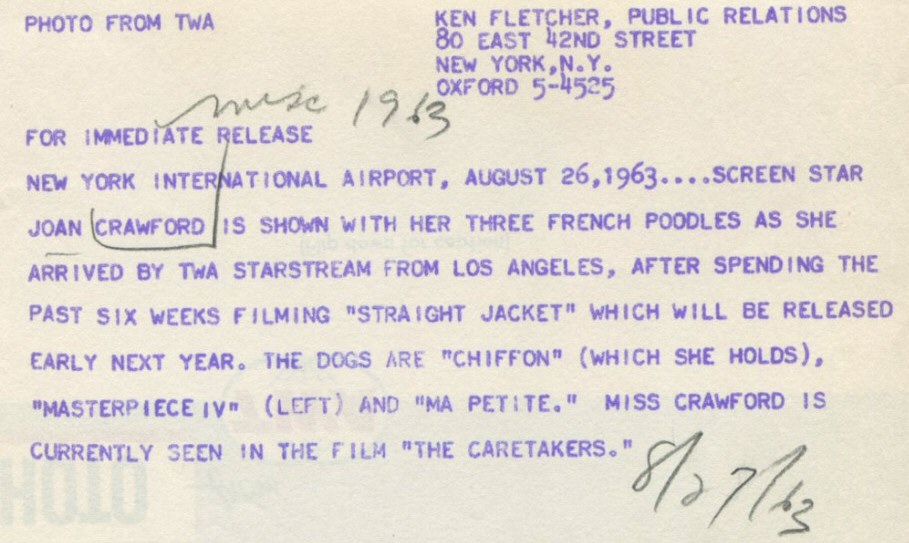 PHOTO FROM TWA
KEN FLETCHER, PUBLIC RELATIONS
80 EAST 42ND STREET
NEW YORK,N.Y.
OXFORD 5-4525
misc 1963
FOR IMMEDIATE RELEASE
NEW YORK INTERNATIONAL AIRPORT, AUGUST 26,1963....SCREEN STAR
JOAN CRAWFORD IS SHOWN WITH HER THREE FRENCH POODLES AS SHE
ARRIVED BY TWA STARSTREAM FROM LOS ANGELES, AFTER SPENDING THE
PAST SIX WEEKS FILMING "STRAIGHT JACKET" WHICH WILL BE RELEASED
EARLY NEXT YEAR. THE DOGS ARE "CHIFFON" (WHICH SHE HOLDS),
"MASTERPIECE IV" (LEFT) AND "MA PETITE." MISS CRAWFORD IS
CURRENTLY SEEN IN THE FILM "THE CARETAKERS."
8/27/63